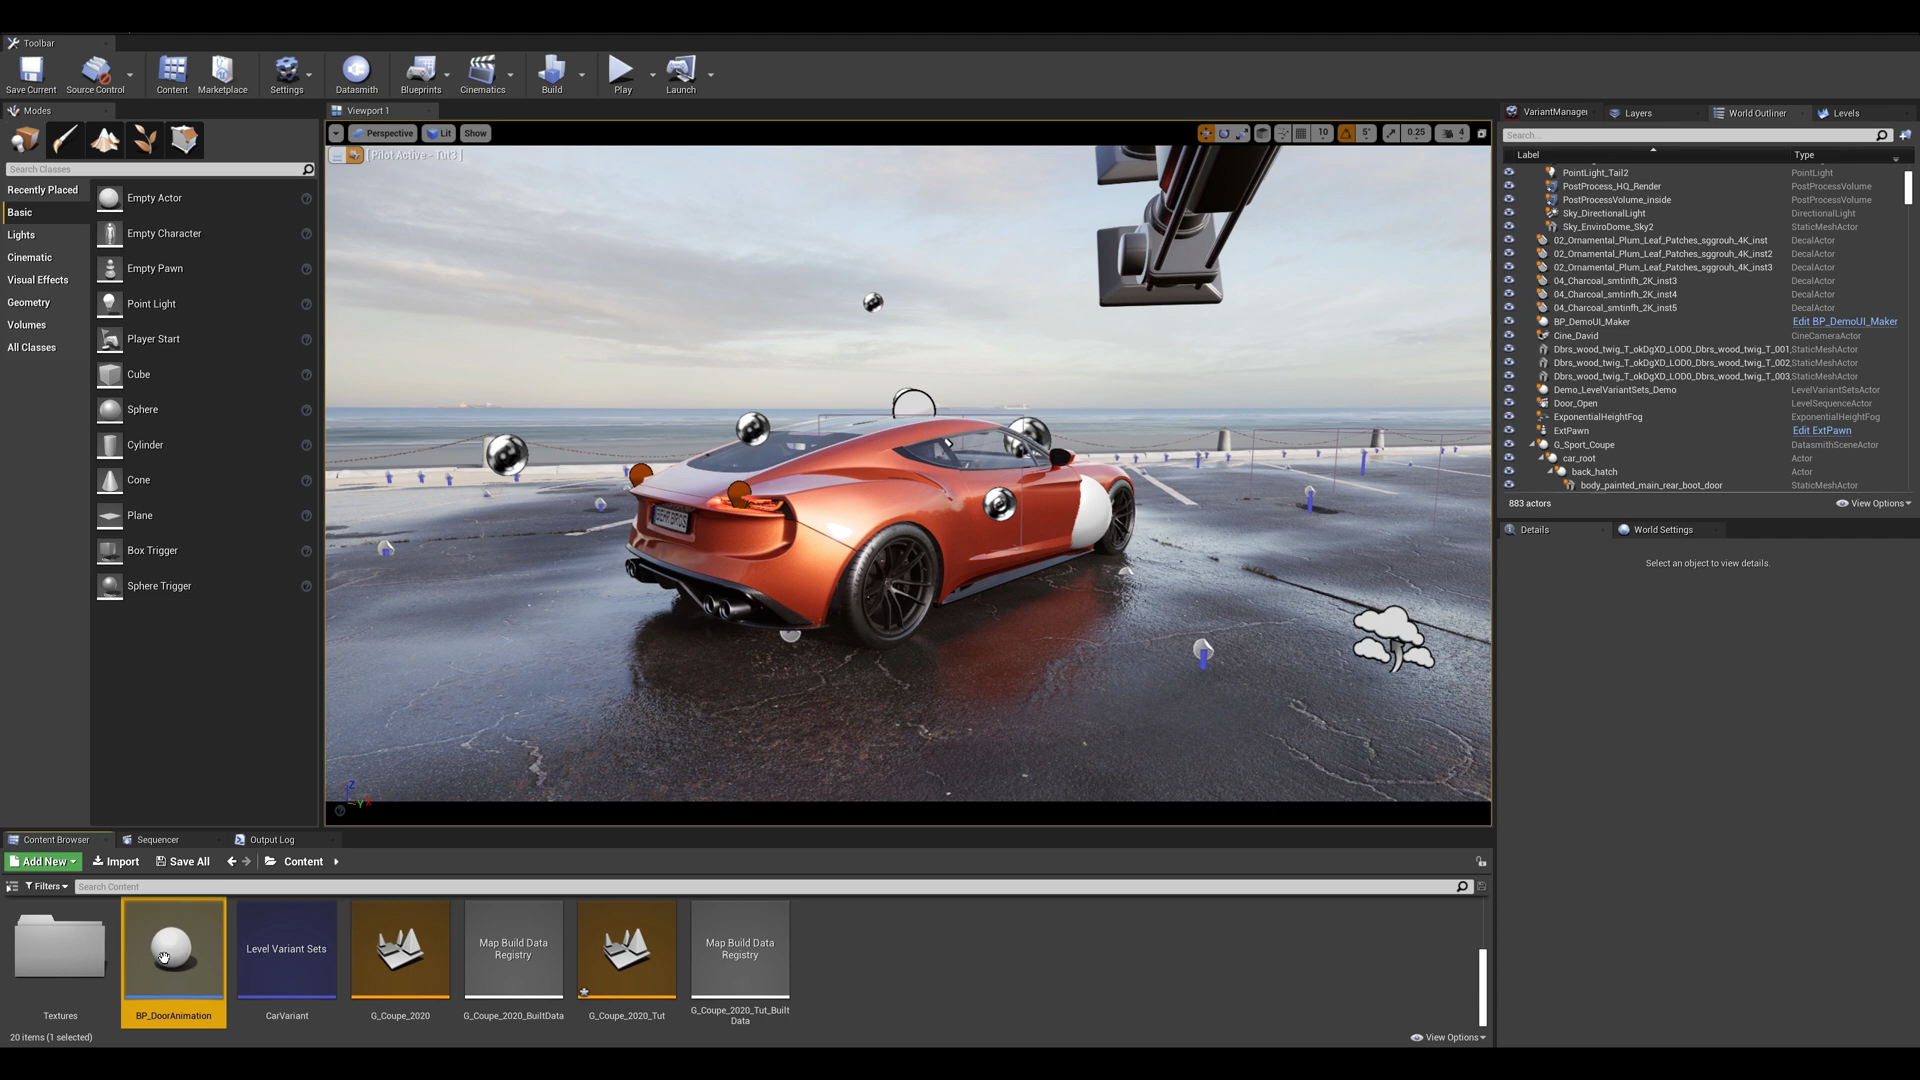 Toolbar
Save Current
Source Control
Content
Marketplace
Settings
Datasmith
Blueprints
Cinematics
Build
Play
Launch
Modes
Search Classes
Recently Placed
Basic
Lights
Cinematic
Visual Effects
Geometry
Volumes
All Classes
Empty Actor
Empty Character
Empty Pawn
Point Light
Player Start
Cube
Sphere
Cylinder
Cone
Plane
Box Trigger
Sphere Trigger
Viewport 1
Perspective
Lit
Show
10
5°
0.25
4
[ Pilot Active - Tut3 ]
Z
Y
X
VariantManager
Layers
World Outliner
Levels
Search...
Label Type
PointLight_Tail2 PointLight
PostProcess_HQ_Render PostProcessVolume
PostProcessVolume_inside PostProcessVolume
Sky_DirectionalLight DirectionalLight
Sky_EnviroDome_Sky2 StaticMeshActor
02_Ornamental_Plum_Leaf_Patches_sggrouh_4K_inst DecalActor
02_Ornamental_Plum_Leaf_Patches_sggrouh_4K_inst2 DecalActor
02_Ornamental_Plum_Leaf_Patches_sggrouh_4K_inst3 DecalActor
04_Charcoal_smtinfh_2K_inst3 DecalActor
04_Charcoal_smtinfh_2K_inst4 DecalActor
04_Charcoal_smtinfh_2K_inst5 DecalActor
BP_DemoUI_Maker Edit BP_DemoUI_Maker
Cine_David CineCameraActor
Dbrs_wood_twig_T_okDgXD_LOD0_Dbrs_wood_twig_T_001, StaticMeshActor
Dbrs_wood_twig_T_okDgXD_LOD0_Dbrs_wood_twig_T_002, StaticMeshActor
Dbrs_wood_twig_T_okDgXD_LOD0_Dbrs_wood_twig_T_003, StaticMeshActor
Demo_LevelVariantSets_Demo LevelVariantSetsActor
Door_Open LevelSequenceActor
ExponentialHeightFog ExponentialHeightFog
ExtPawn Edit ExtPawn
G_Sport_Coupe DatasmithSceneActor
car_root Actor
back_hatch Actor
body_painted_main_rear_boot_door StaticMeshActor
883 actors View Options
Details
World Settings
Select an object to view details.
Content Browser
Sequencer
Output Log
Add New
Import
Save All
Content
Filters
Search Content
Level Variant Sets
Map Build Data
Registry
Map Build Data
Registry
Textures
BP_DoorAnimation
CarVariant
G_Coupe_2020
G_Coupe_2020_BuiltData
G_Coupe_2020_Tut
G_Coupe_2020_Tut_Built
Data
20 items (1 selected)
View Options